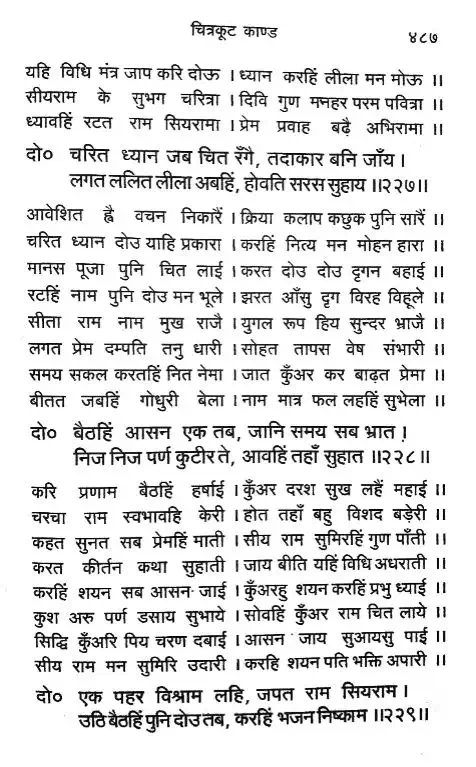 चित्रकूट काण्ड
४८७
यहि विधि मंत्र जाप करि दोऊ । ध्यान करहिं लीला मन मोऊ ।।
सीयराम के सुभग चरित्रा । दिवि गुण मनहर परम पवित्रा ।।
ध्यावहिं रटत राम सियरामा । प्रेम प्रवाह बढ़ै अभिरामा ।।
दो० चरित ध्यान जब चित रँगै, तदाकार बनि जाँय ।
लगत ललित लीला अबहिं, होवति सरस सुहाय ।।२२७।।
आवेशित ह्वै वचन निकारैं । क्रिया कलाप कछुक पुनि सारैं ।।
चरित ध्यान दोउ याहि प्रकारा । करहिं नित्य मन मोहन हारा ।।
मानस पूजा पुनि चित लाई । करत दोउ दोउ दृगन बहाई ।।
रटहिं नाम पुनि दोउ मन भूले । झरत आँसु दृग विरह विहूले ।।
सीता राम नाम मुख राजै । युगल रूप हिय सुन्दर भ्राजै ।।
लगत प्रेम दम्पति तनु धारी । सोहत तापस वेष संभारी ।।
समय सकल करतहिं नित नेमा । जात कुँअर कर बाढ़त प्रेमा ।।
बीतत जबहिं गोधुरी बेला । नाम मात्र फल लहहिं सुभेला ।।
दो० बैठहिं आसन एक तब, जानि समय सब भ्रात ।
निज निज पर्ण कुटीर ते, आवहिं तहाँ सुहात ।।२२८।।
करि प्रणाम बैठहिं हर्षाई । कुँअर दरश सुख लहैं महाई ।।
चरचा राम स्वभावहि केरी । होत तहाँ बहु विशद बड़ेरी ।।
कहत सुनत सब प्रेमहिं माती । सीय राम सुमिरहिं गुण पाँती ।।
करत कीर्तन कथा सुहाती । जाय बीति यहिं विधि अधराती ।।
करहिं शयन सब आसन जाई । कुँअरहु शयन करहिं प्रभु ध्याई ।।
कुश अरु पर्ण डसाय सुभाये । सोवहिं कुँअर राम चित लाये ।।
सिद्धि कुँअरि पिय चरण दबाई । आसन जाय सुआयसु पाई ।।
सीय राम मन सुमिरि उदारी । करहि शयन पति भक्ति अपारी ।।
दो० एक पहर विश्राम लहि, जपत राम सियराम ।
उठि बैठहिं पुनि दोउ तब, करहिं भजन निष्काम ।।२२९।।